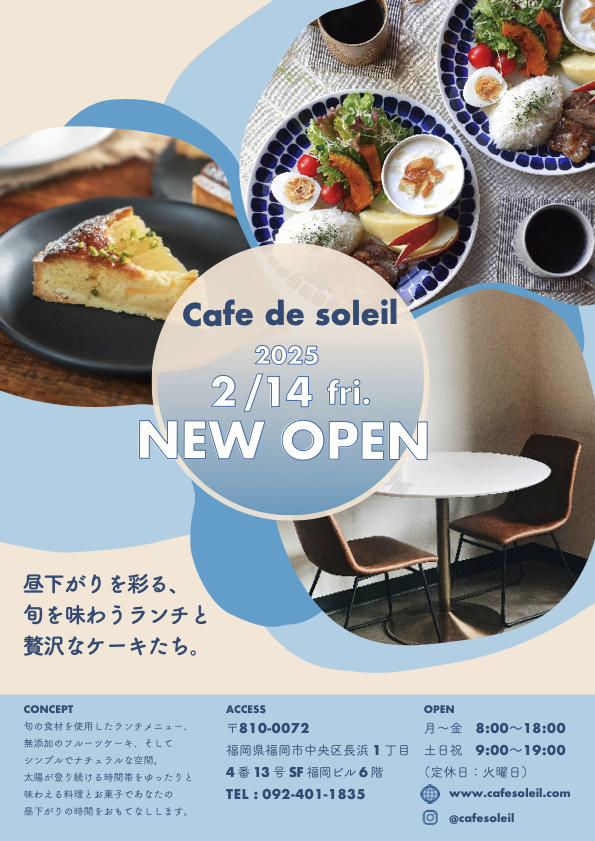 Cafe de soleil
2025
2/14 fri.
NEW OPEN
昼下がりを彩る、
旬を味わうランチと
贅沢なケーキたち。
CONCEPT
旬の食材を使用したランチメニュー、
無添加のフルーツケーキ、そして
シンプルでナチュラルな空間。
太陽が登り続ける時間帯をゆったりと
味わえる料理とお菓子であなたの
昼下がりの時間をおもてなしします。
ACCESS
〒810-0072
福岡県福岡市中央区長浜1丁目
4番13号 SF福岡ビル6階
TEL : 092-401-1835
OPEN
月〜金 8:00〜18:00
土日祝 9:00〜19:00
（定休日：火曜日）
www.cafesoleil.com
@cafesoleil